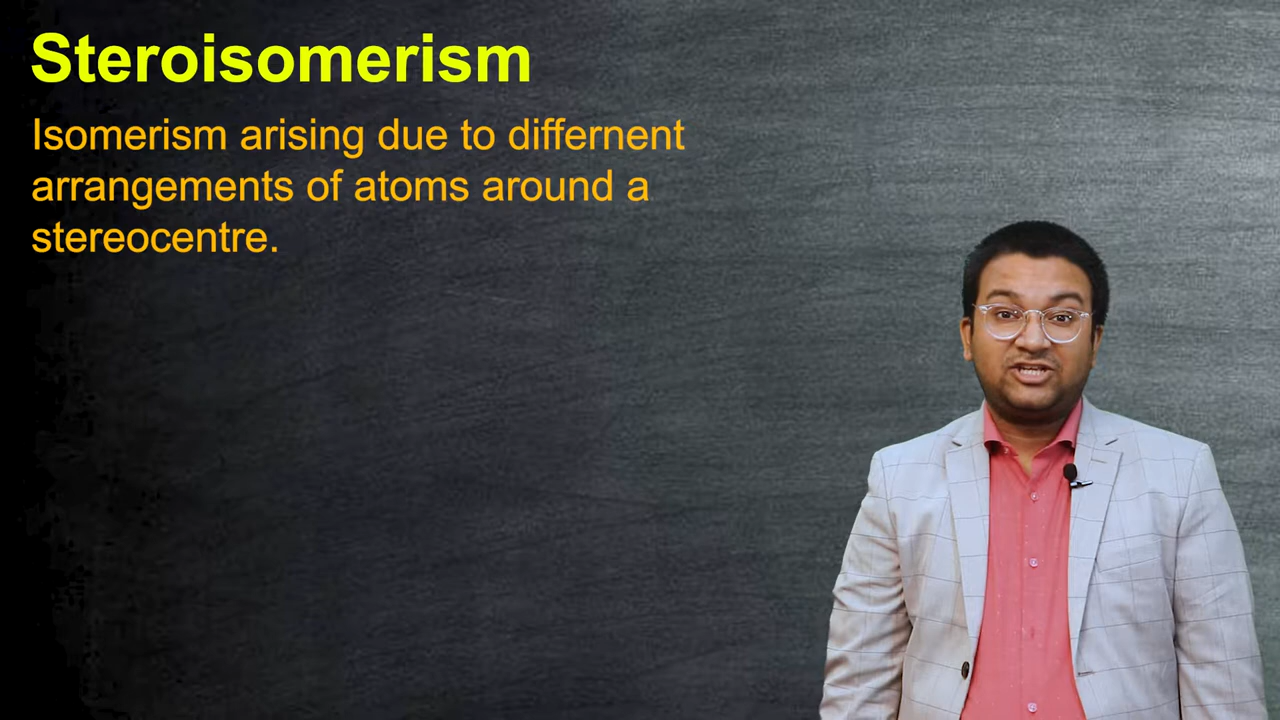 Steroisomerism
Isomerism arising due to differnent
arrangements of atoms around a
stereocentre.